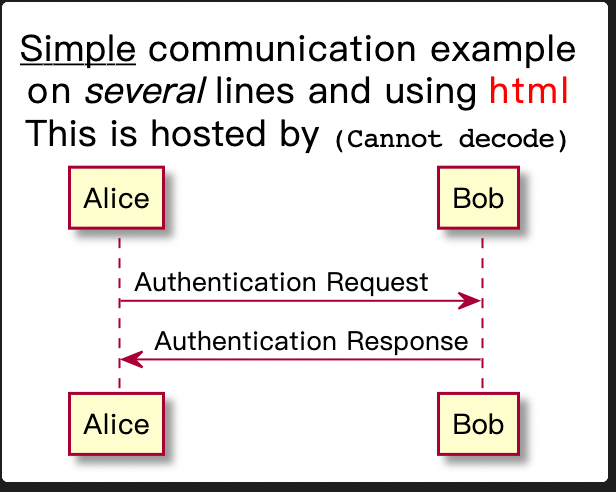 Simple communication example
on several lines and using html
This is hosted by (Cannot decode)
Alice Bob
Authentication Request
Authentication Response
Alice Bob